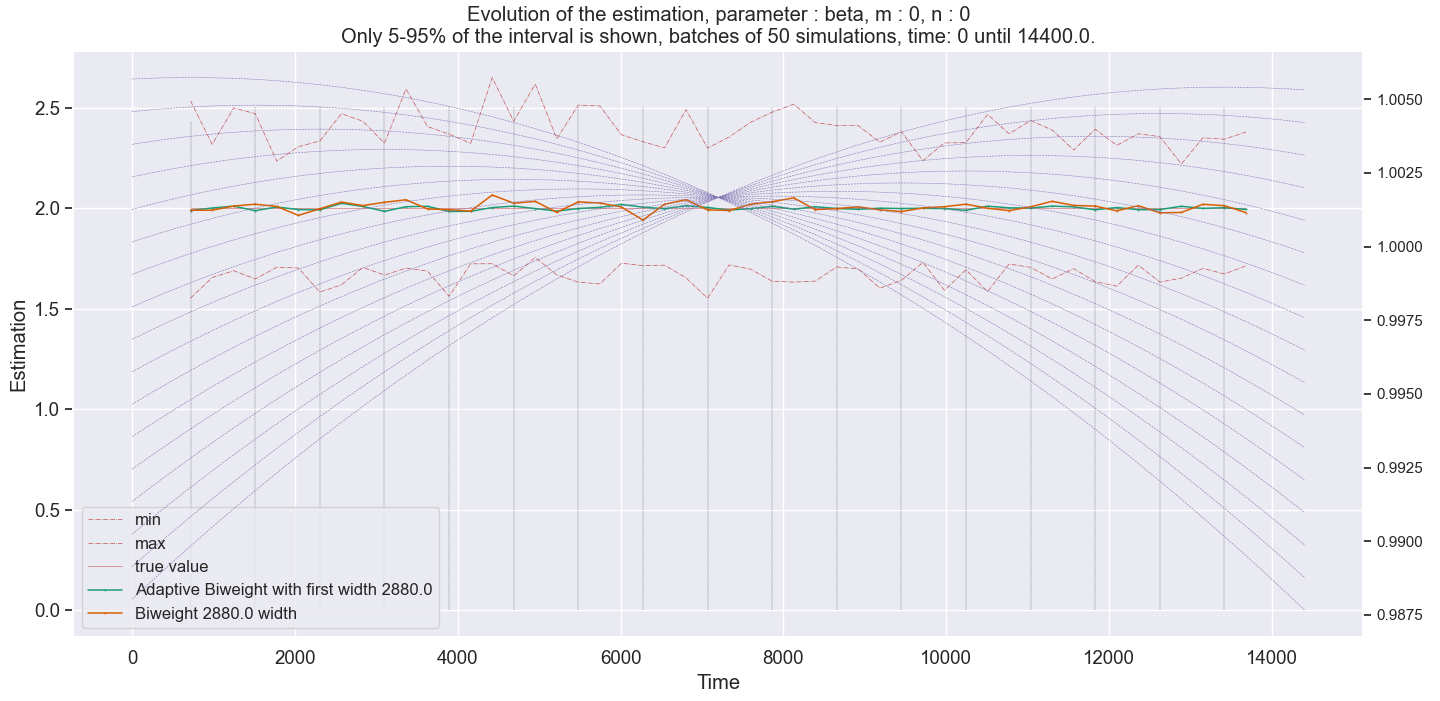 Evolution of the estimation, parameter : beta, m : 0, n : 0
Only 5-95% of the interval is shown, batches of 50 simulations, time: 0 until 14400.0.
Estimation
2.5
2.0
1.5
1.0
0.5
0.0
1.0050
1.0025
1.0000
0.9975
0.9950
0.9925
0.9900
0.9875
min
max
true value
Adaptive Biweight with first width 2880.0
Biweight 2880.0 width
0 2000 4000 6000 8000 10000 12000 14000
Time